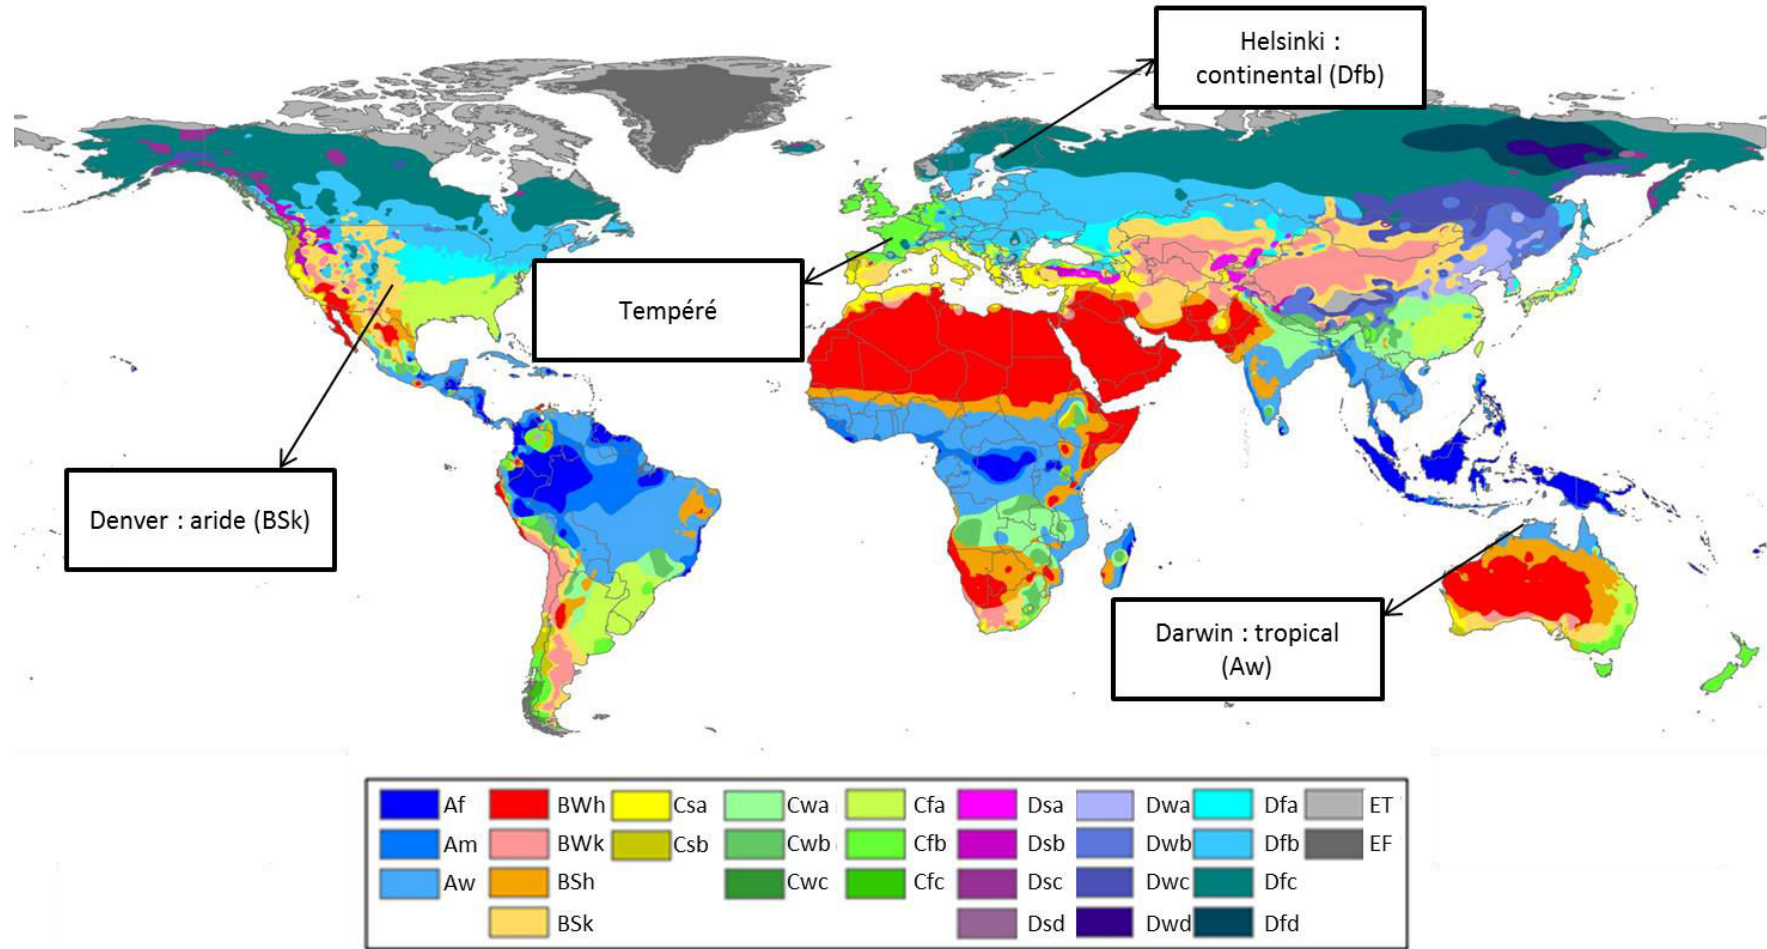 Helsinki :
continental (Dfb)
Tempéré
Denver : aride (BSk)
Darwin : tropical
(Aw)
Af BWh Csa Cwa Cfa Dsa Dwa Dfa ET
Am BWk Csb Cwb Cfb Dsb Dwb Dfb EF
Aw BSh Cwc Cfc Dsc Dwc Dfc
BSk Dsd Dwd Dfd